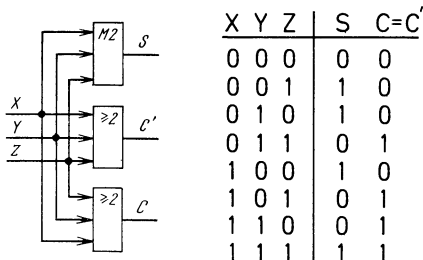 M2 S
X
Y
Z
≥2 C'
≥2 C
X Y Z S C=C'
0 0 0 0 0
0 0 1 1 0
0 1 0 1 0
0 1 1 0 1
1 0 0 1 0
1 0 1 0 1
1 1 0 0 1
1 1 1 1 1